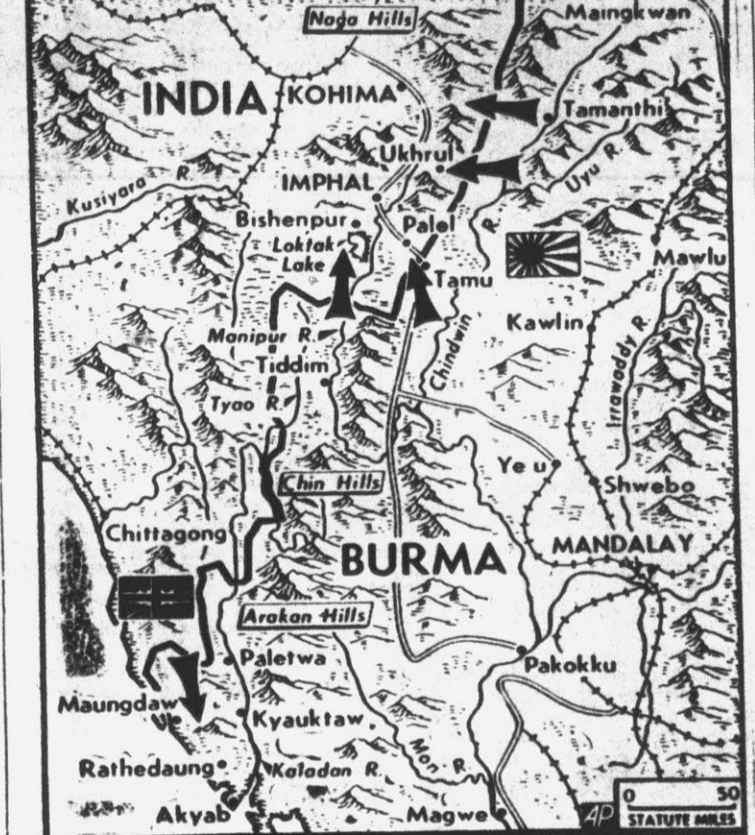 Naga Hills
Maingkwan
INDIA
KOHIMA
Tamanthi
Ukhrul
Uyu R.
Kusiyara R.
IMPHAL
Bishenpur
Palel
R.
Loktak
Lake
Mawlu
Tamu
Kawlin
Manipur R.
Chindwin
Irrawaddy R.
Tiddim
Tyao R.
Ye u
Chin Hills
Shwebo
Chittagong
BURMA
MANDALAY
Arakan Hills
Paletwa
Pakokku
Maungdaw
Kyauktaw
Mon R.
Rathedaung
Kaladan R.
Akyab
Magwe
AP
0 50
STATUTE MILES